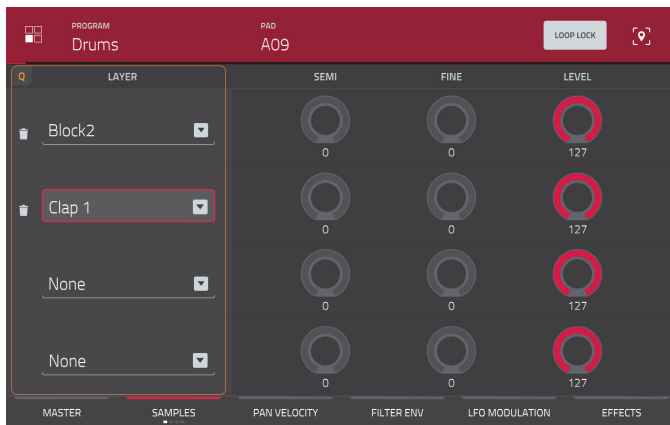 PROGRAM
Drums
PAD
A09
LOOP LOCK
Q LAYER SEMI FINE LEVEL
Block2
0 0 127
Clap 1
0 0 127
None
0 0 127
None
0 0 127
MASTER SAMPLES PAN VELOCITY FILTER ENV LFO MODULATION EFFECTS